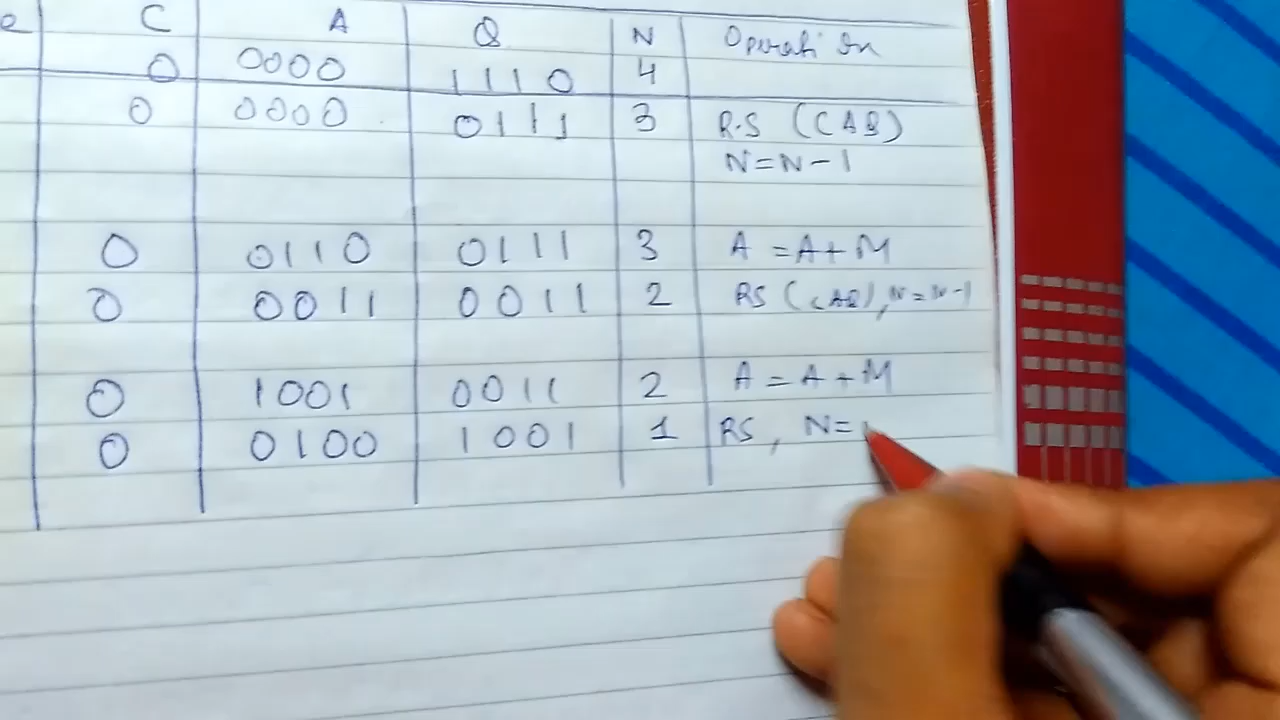 C A Q N Operation
0 0000 1110 4
0 0000 0111 3 R.S (CAQ)
N=N-1
0 0110 0111 3 A = A+M
0 0011 0011 2 RS (CAQ), N=N-1
0 1001 0011 2 A = A+M
0 0100 1001 1 RS, N=